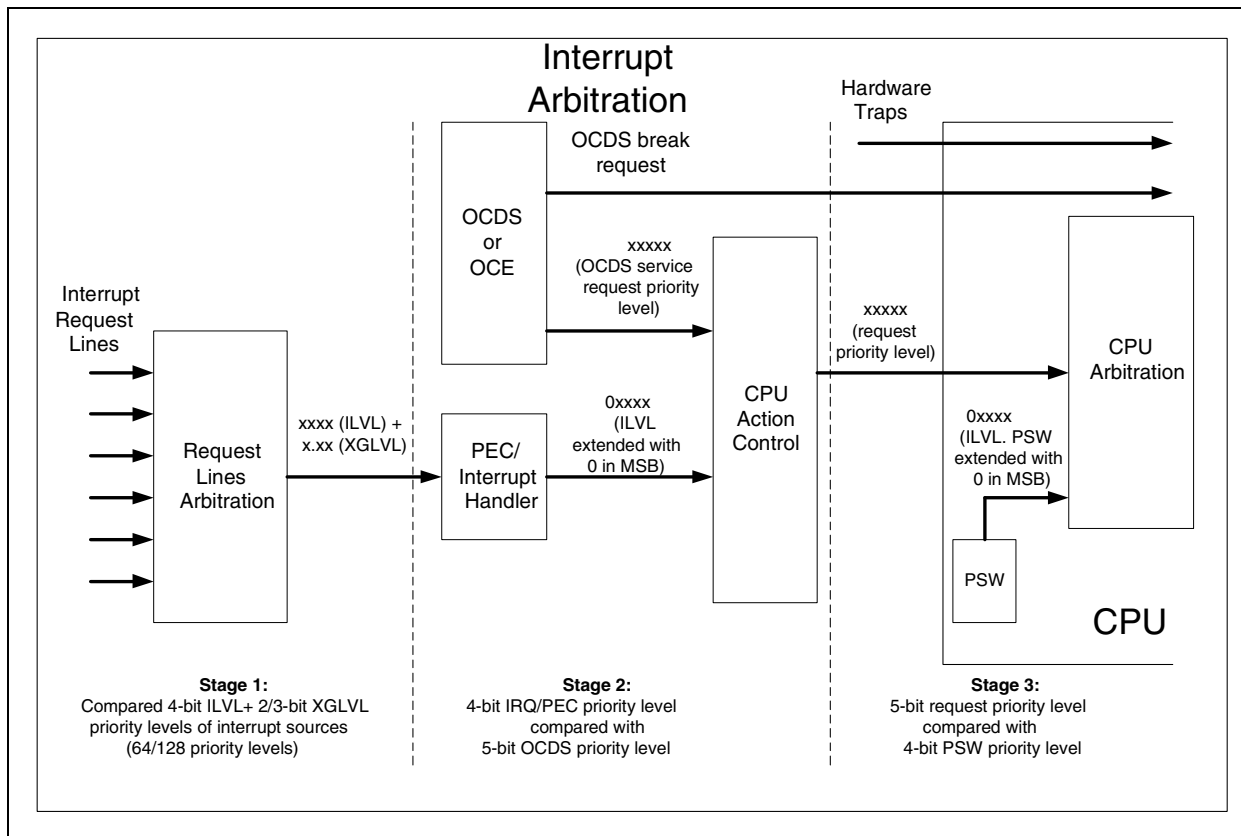 Interrupt
Arbitration
Hardware
Traps
OCDS break
request
OCDS
or
OCE
xxxxx
(OCDS service
request priority
level)
Interrupt
Request
Lines
xxxxx
(request
priority level)
CPU
Arbitration
Request
Lines
Arbitration
xxxx (ILVL) +
x.xx (XGLVL)
PEC/
Interrupt
Handler
0xxxx
(ILVL
extended with
0 in MSB)
CPU
Action
Control
0xxxx
(ILVL. PSW
extended with
0 in MSB)
PSW
CPU
Stage 1:
Compared 4-bit ILVL+ 2/3-bit XGLVL
priority levels of interrupt sources
(64/128 priority levels)
Stage 2:
4-bit IRQ/PEC priority level
compared with
5-bit OCDS priority level
Stage 3:
5-bit request priority level
compared with
4-bit PSW priority level